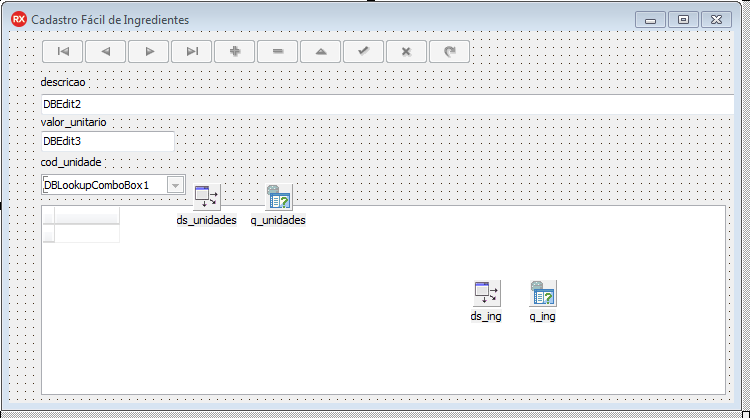 RX Cadastro Fácil de Ingredientes
descricao
DBEdit2
valor_unitario
DBEdit3
cod_unidade
DBLookupComboBox1
ds_unidades q_unidades
ds_ing q_ing